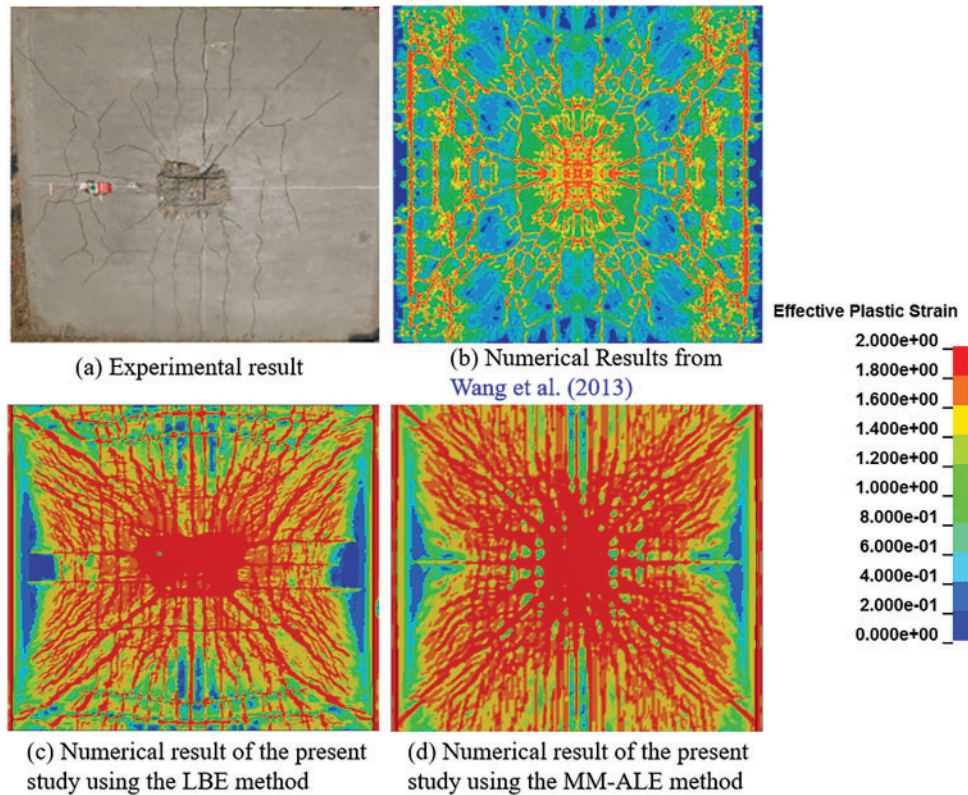 (a) Experimental result
(b) Numerical Results from
Wang et al. (2013)
Effective Plastic Strain
2.000e+00
1.800e+00
1.600e+00
1.400e+00
1.200e+00
1.000e+00
8.000e-01
6.000e-01
4.000e-01
2.000e-01
0.000e+00
(c) Numerical result of the present
study using the LBE method
(d) Numerical result of the present
study using the MM-ALE method